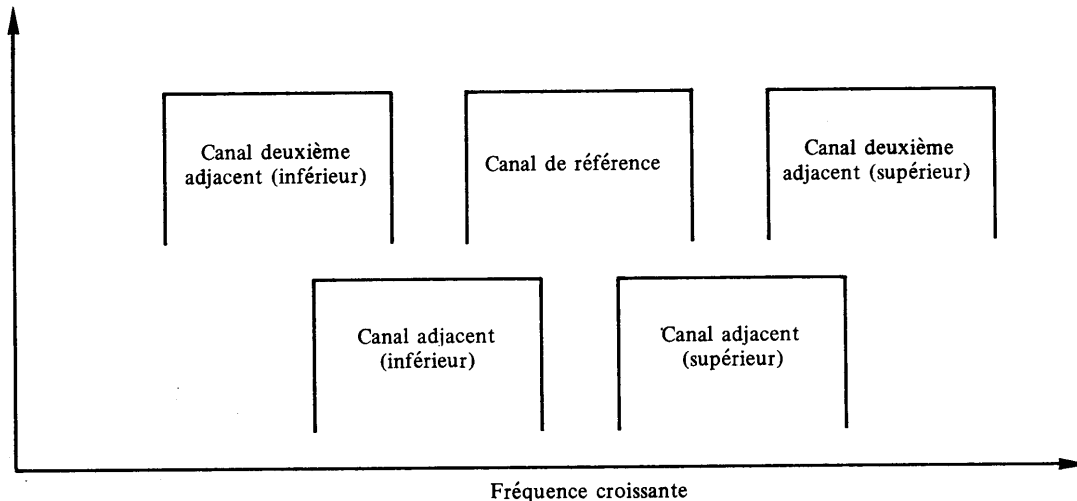 Canal deuxième
adjacent (inférieur)
Canal de référence
Canal deuxième
adjacent (supérieur)
Canal adjacent
(inférieur)
Canal adjacent
(supérieur)
Fréquence croissante